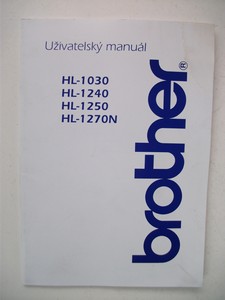 Uživatelský manuál
HL-1030
HL-1240
HL-1250
HL-1270N
brother®